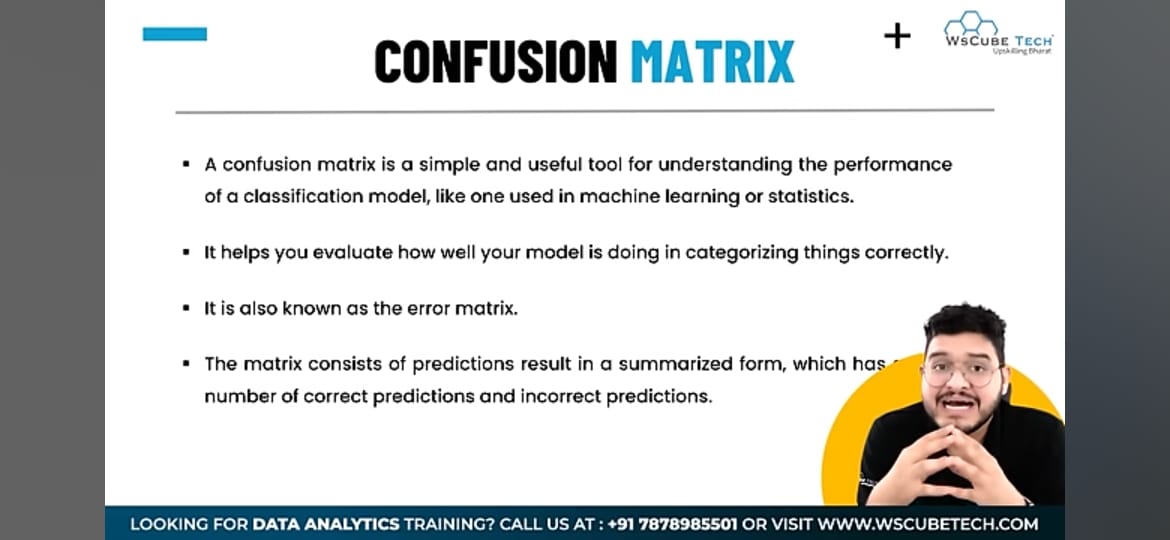 WSCUBE TECH
Upskilling Bharat
CONFUSION MATRIX
▪ A confusion matrix is a simple and useful tool for understanding the performance
of a classification model, like one used in machine learning or statistics.
▪ It helps you evaluate how well your model is doing in categorizing things correctly.
▪ It is also known as the error matrix.
▪ The matrix consists of predictions result in a summarized form, which has
number of correct predictions and incorrect predictions.
LOOKING FOR DATA ANALYTICS TRAINING? CALL US AT : +91 7878985501 OR VISIT WWW.WSCUBETECH.COM